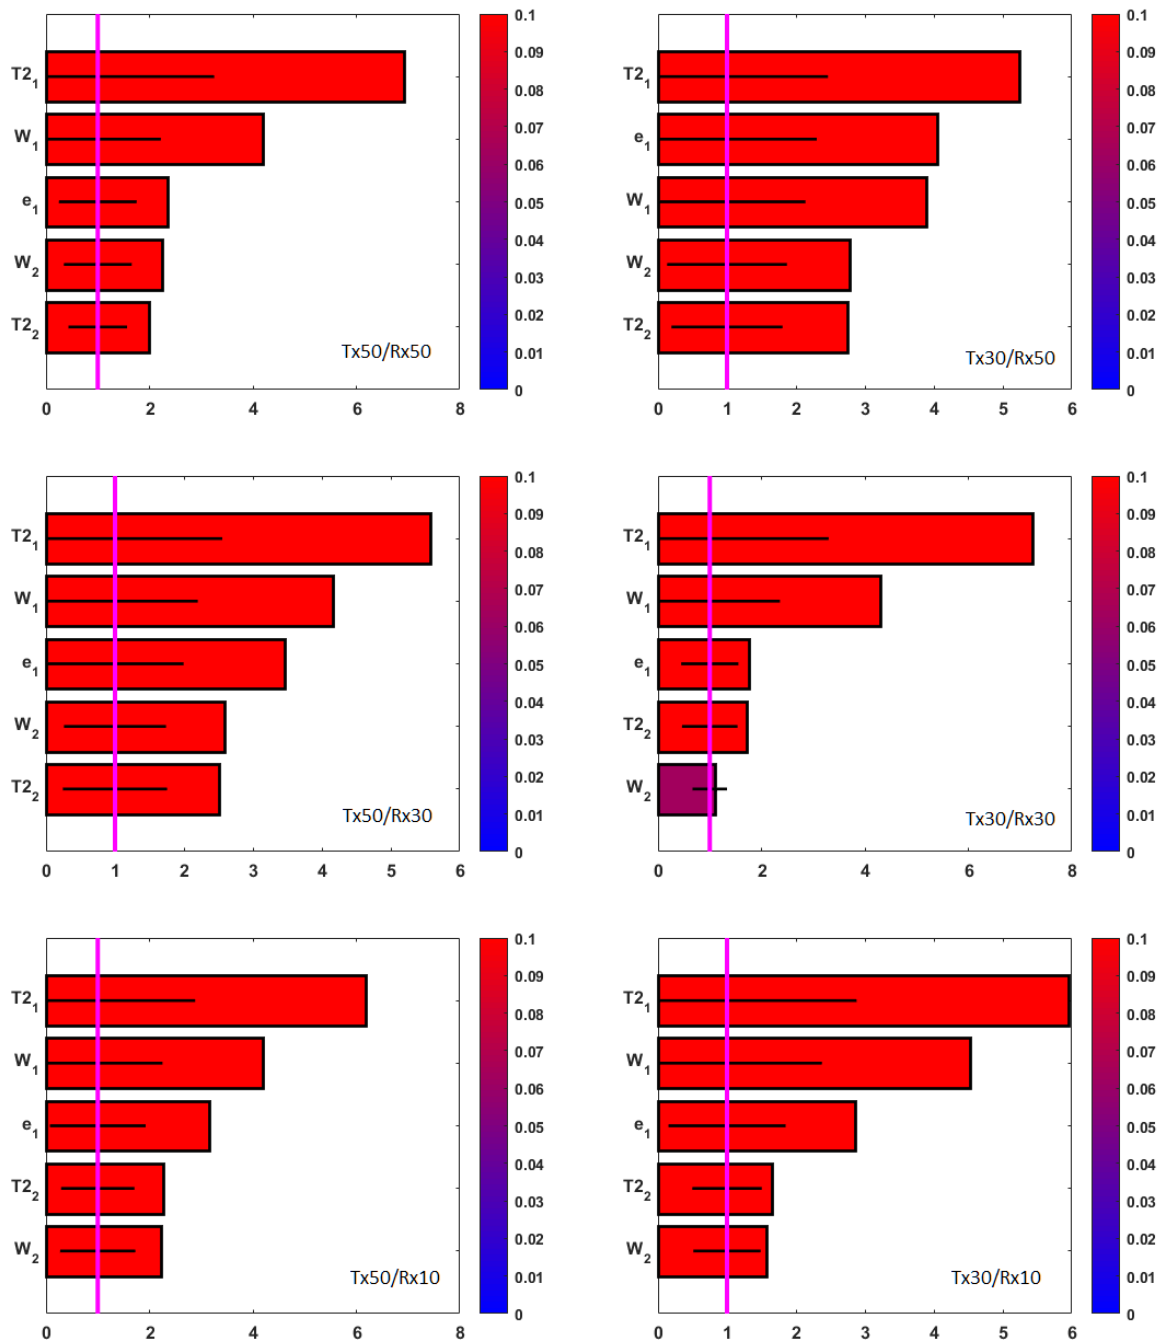 T2₁
W₁
e₁
W₂
T2₂
0 2 4 6 8
Tx50/Rx50
0.1
0.09
0.08
0.07
0.06
0.05
0.04
0.03
0.02
0.01
0
T2₁
e₁
W₁
W₂
T2₂
0 1 2 3 4 5 6
Tx30/Rx50
0.1
0.09
0.08
0.07
0.06
0.05
0.04
0.03
0.02
0.01
0
T2₁
W₁
e₁
W₂
T2₂
0 1 2 3 4 5 6
Tx50/Rx30
0.1
0.09
0.08
0.07
0.06
0.05
0.04
0.03
0.02
0.01
0
T2₁
W₁
e₁
T2₂
W₂
0 2 4 6 8
Tx30/Rx30
0.1
0.09
0.08
0.07
0.06
0.05
0.04
0.03
0.02
0.01
0
T2₁
W₁
e₁
T2₂
W₂
0 2 4 6 8
Tx50/Rx10
0.1
0.09
0.08
0.07
0.06
0.05
0.04
0.03
0.02
0.01
0
T2₁
W₁
e₁
T2₂
W₂
0 1 2 3 4 5 6
Tx30/Rx10
0.1
0.09
0.08
0.07
0.06
0.05
0.04
0.03
0.02
0.01
0